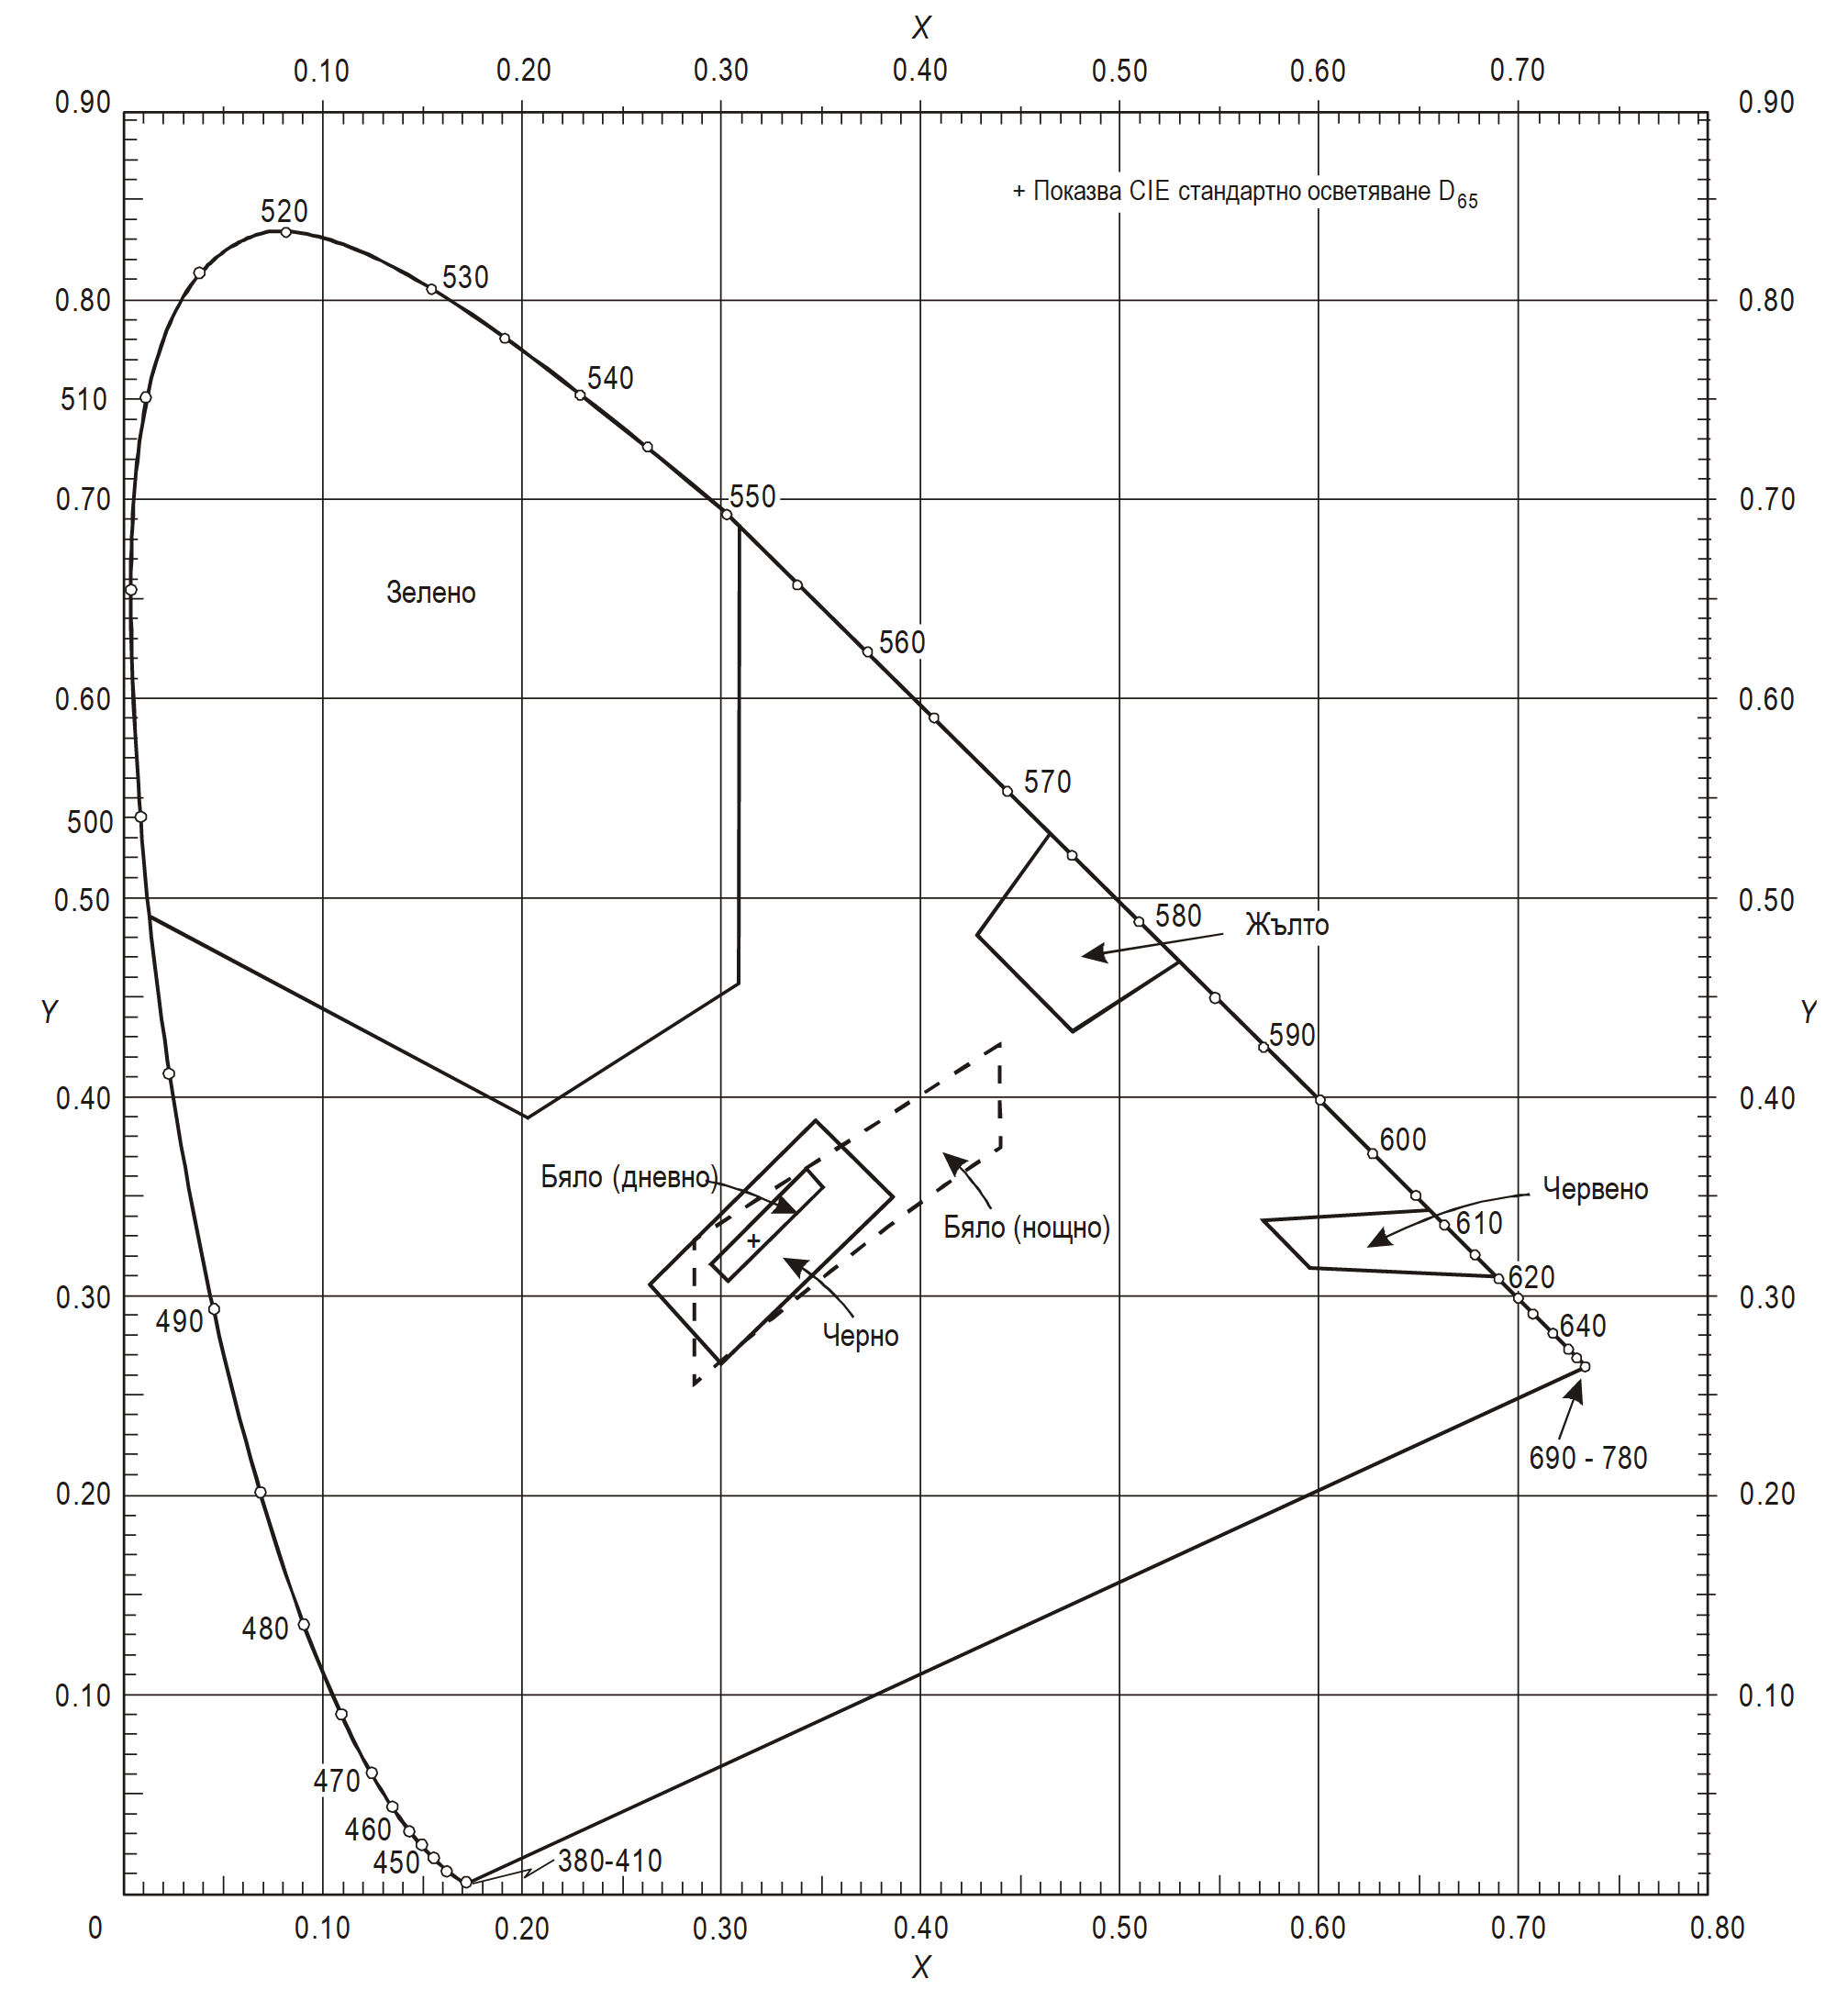 X
0.10 0.20 0.30 0.40 0.50 0.60 0.70
0.90 0.90
+ Показва CIE стандартно осветяване D65
520
530
0.80 0.80
540
510
550
0.70 0.70
Зелено
560
0.60 0.60
570
500
0.50 0.50
580 Жълто
Y Y
590
0.40 0.40
600
Бяло (дневно)
Червено
Бяло (нощно) 610
620
0.30 0.30
490 640
Черно
690 - 780
0.20 0.20
480
0.10 0.10
470
460
450 380-410
0 0.10 0.20 0.30 0.40 0.50 0.60 0.70 0.80
X